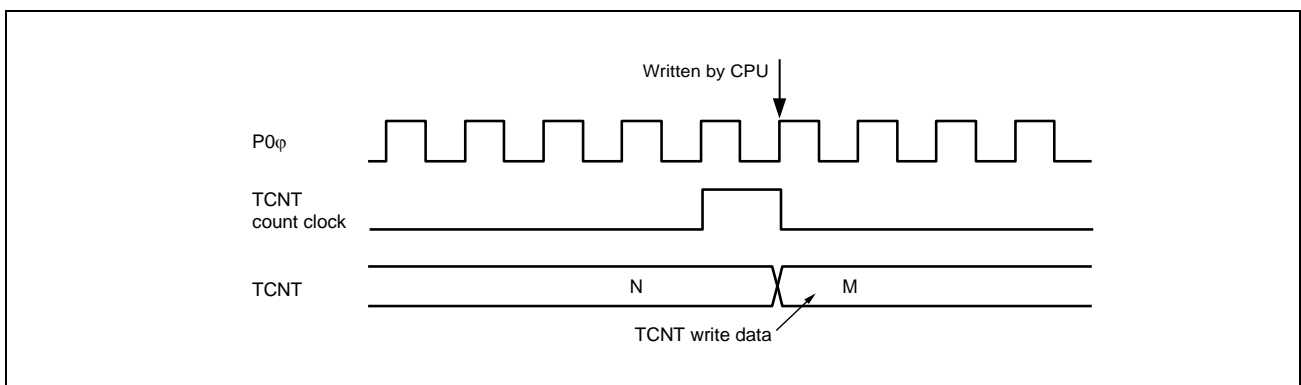 Written by CPU
P0φ
TCNT
count clock
TCNT
N
M
TCNT write data